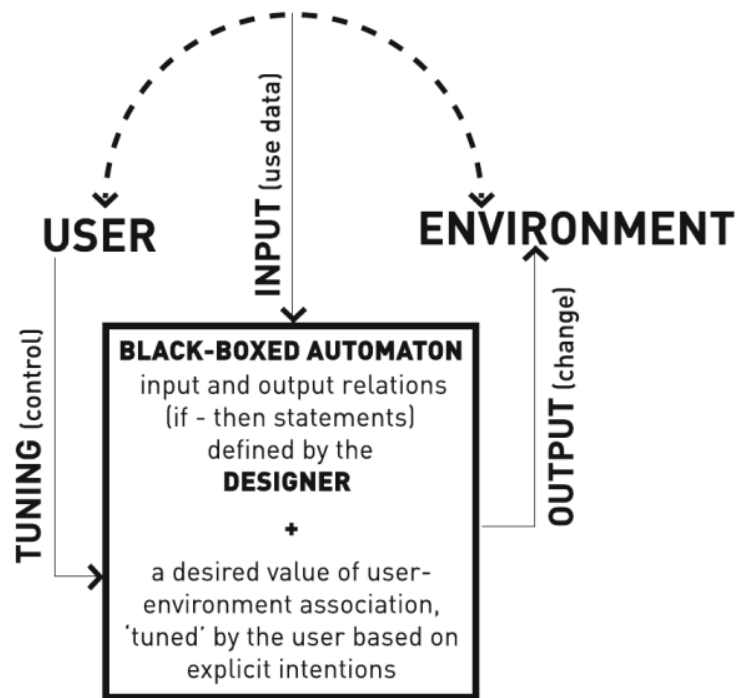 INPUT (use data)
USER
ENVIRONMENT
TUNING (control)
BLACK-BOXED AUTOMATON
input and output relations
(if - then statements)
defined by the
DESIGNER
+
a desired value of user-
environment association,
'tuned' by the user based on
explicit intentions
OUTPUT (change)